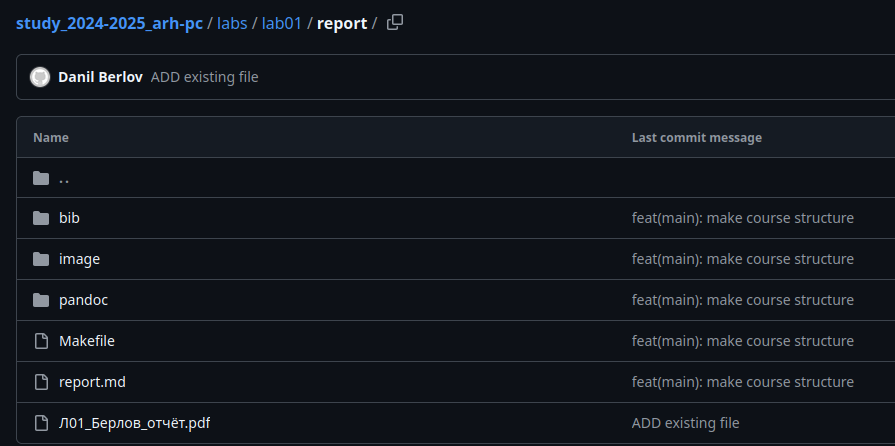 study_2024-2025_arh-pc / labs / lab01 / report /
Danil Berlov ADD existing file
Name Last commit message
..
bib feat(main): make course structure
image feat(main): make course structure
pandoc feat(main): make course structure
Makefile feat(main): make course structure
report.md feat(main): make course structure
Л01_Берлов_отчёт.pdf ADD existing file